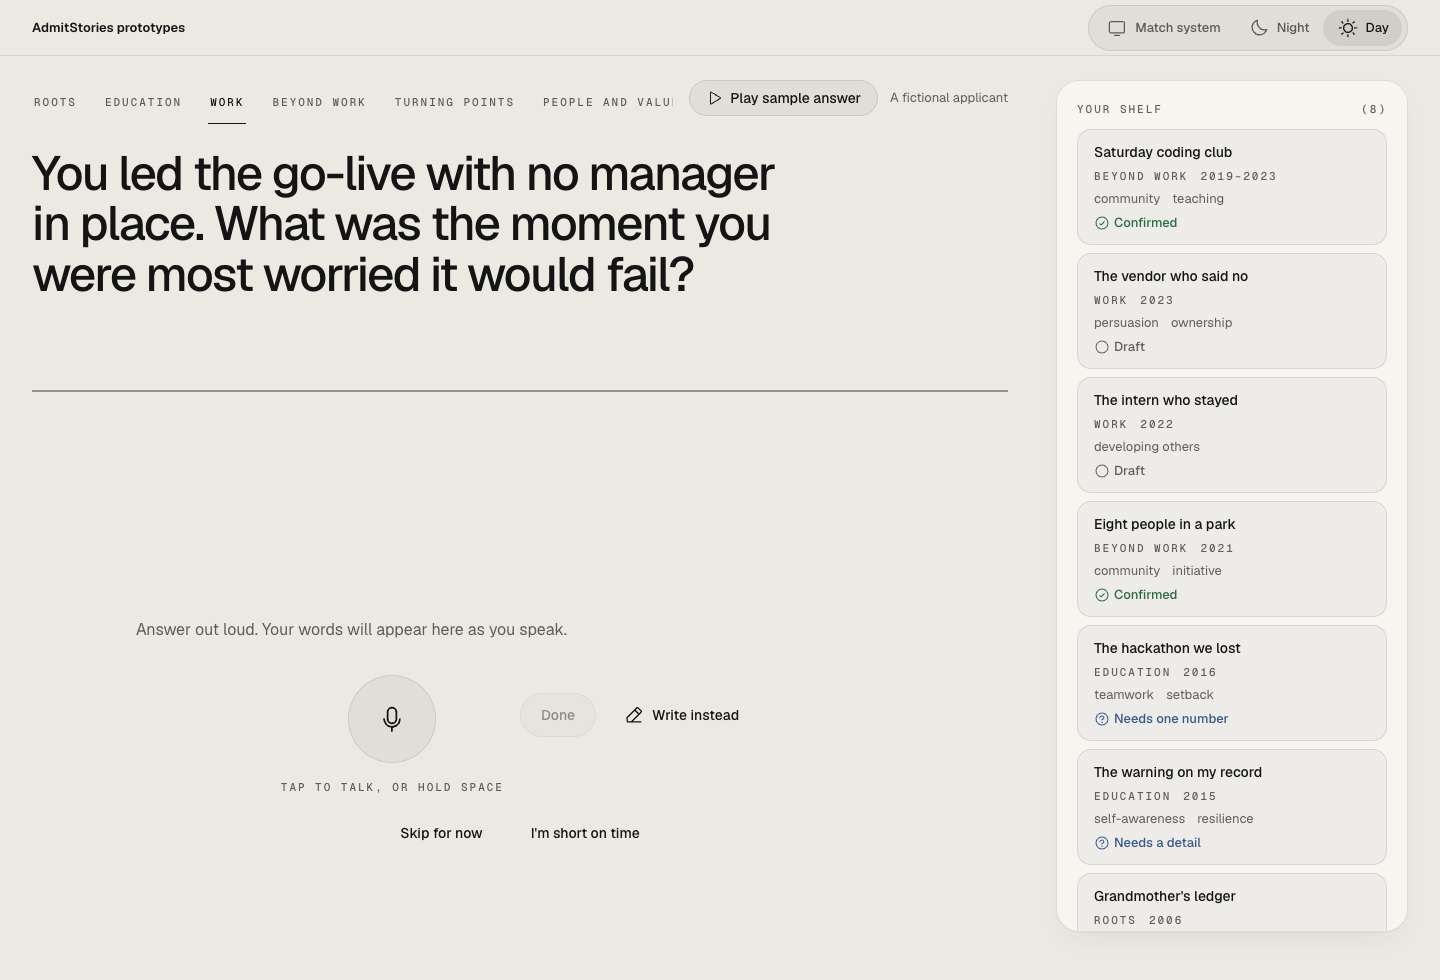 AdmitStories prototypes
Match system
Night
Day
ROOTS
EDUCATION
WORK
BEYOND WORK
TURNING POINTS
PEOPLE AND VALU
Play sample answer
A fictional applicant
You led the go-live with no manager
in place. What was the moment you
were most worried it would fail?
Answer out loud. Your words will appear here as you speak.
Done
Write instead
TAP TO TALK, OR HOLD SPACE
Skip for now
I'm short on time
YOUR SHELF (8)
Saturday coding club
BEYOND WORK 2019–2023
community teaching
Confirmed
The vendor who said no
WORK 2023
persuasion ownership
Draft
The intern who stayed
WORK 2022
developing others
Draft
Eight people in a park
BEYOND WORK 2021
community initiative
Confirmed
The hackathon we lost
EDUCATION 2016
teamwork setback
Needs one number
The warning on my record
EDUCATION 2015
self-awareness resilience
Needs a detail
Grandmother's ledger
ROOTS 2006